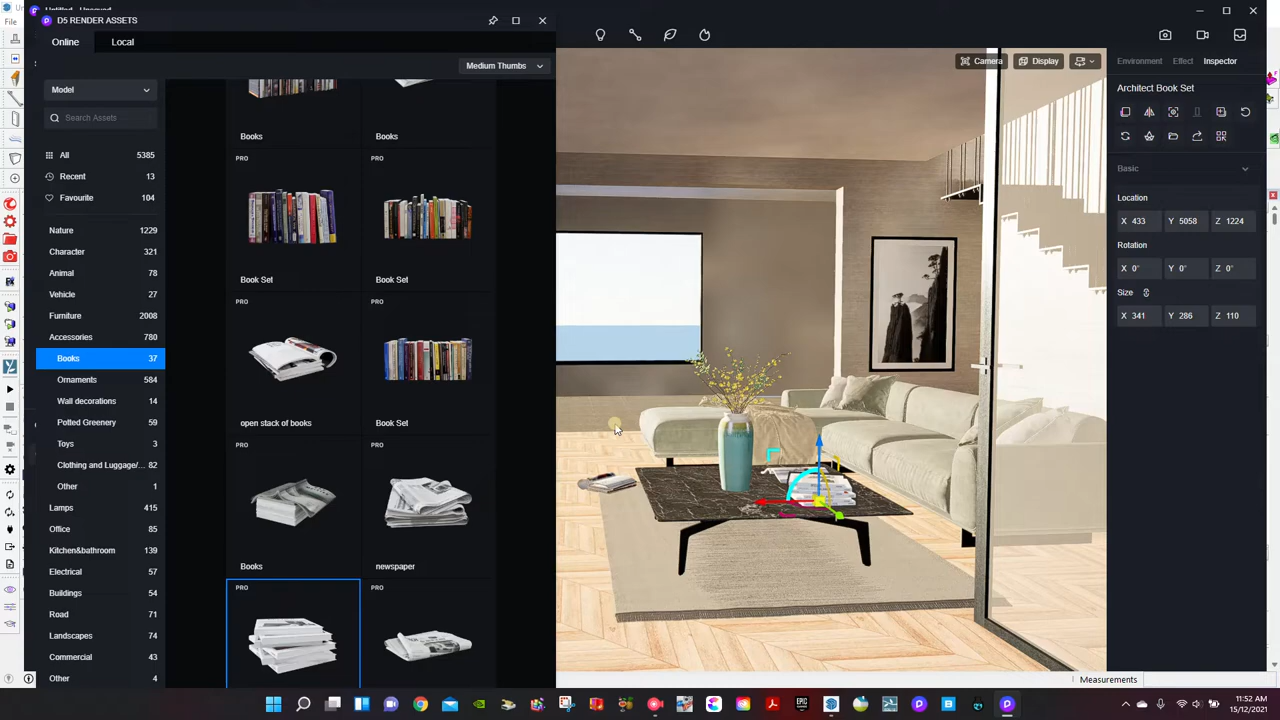 Untitled - Unsaved
File
D5 RENDER ASSETS
Online
Local
Medium Thumbs
Model
Search Assets
All 5385
Recent 13
Favourite 104
Nature 1229
Character 321
Animal 78
Vehicle 27
Furniture 2008
Accessories 780
Books 37
Ornaments 584
Wall decorations 14
Potted Greenery 59
Toys 3
Clothing and Luggage/... 82
Other 1
Lamps 115
Office 85
Kitchen&bathroom 139
Electrical 57
Buildings 54
Road 71
Landscapes 74
Commercial 43
Other 4
Books
Books
PRO
PRO
Book Set
Book Set
PRO
PRO
open stack of books
Book Set
PRO
PRO
Books
newspaper
PRO
PRO
Camera
Display
Environment
Effect
Inspector
Architect Book Set
Basic
Location
X 433 Y 5058 Z 1224
Rotation
X 0° Y 0° Z 0°
Size
X 341 Y 286 Z 110
Measurements
EPIC
11:52 AM
15/12/2021